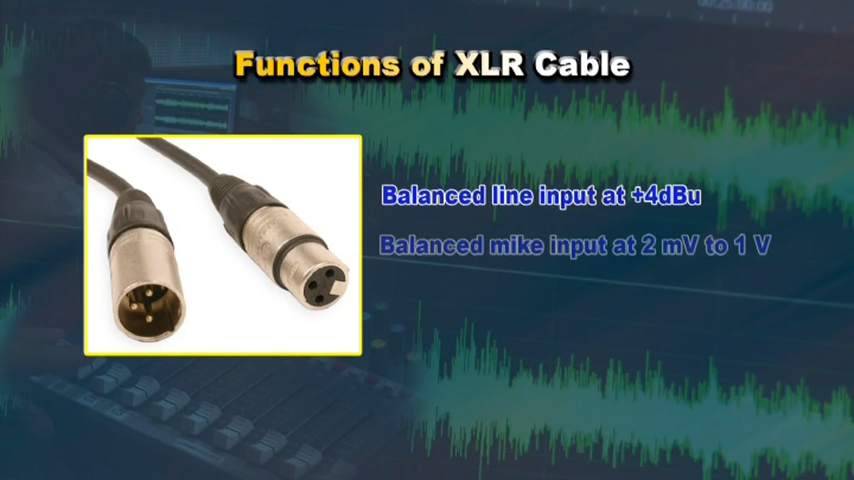 Functions of XLR Cable
Balanced line input at +4dBu
Balanced mike input at 2 mV to 1 V